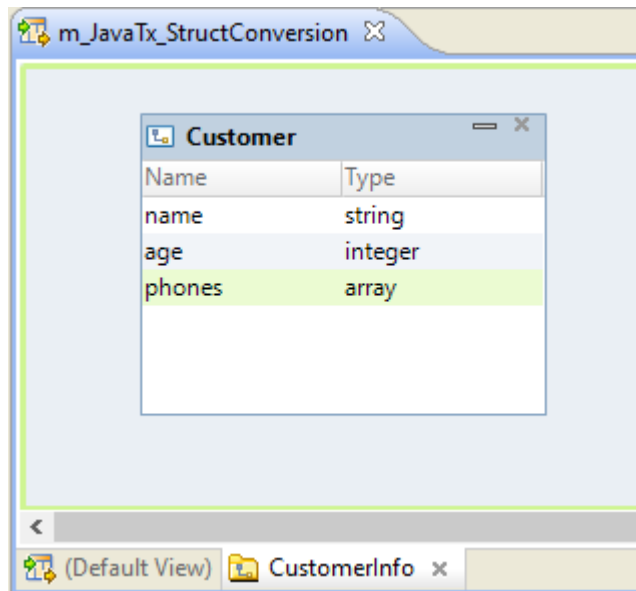 m_JavaTx_StructConversion
Customer
Name Type
name string
age integer
phones array
(Default View) CustomerInfo